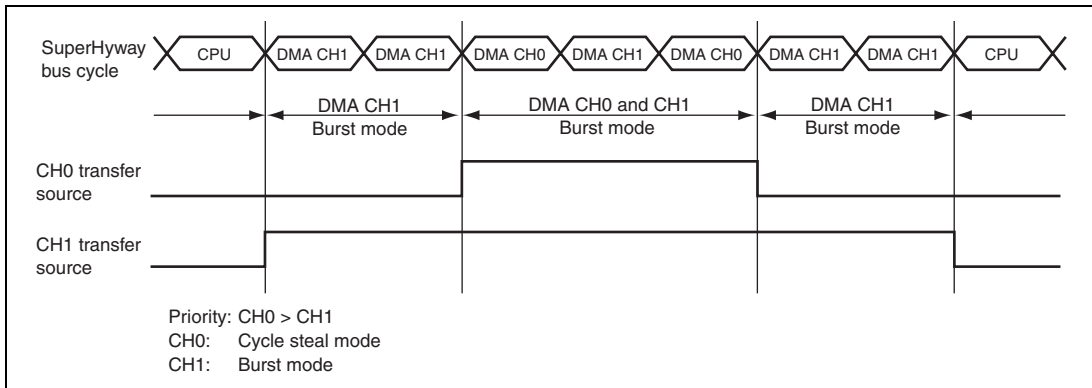 SuperHyway
bus cycle
CPU DMA CH1 DMA CH1 DMA CH0 DMA CH1 DMA CH0 DMA CH1 DMA CH1 CPU
DMA CH1
Burst mode
DMA CH0 and CH1
Burst mode
DMA CH1
Burst mode
CH0 transfer
source
CH1 transfer
source
Priority: CH0 > CH1
CH0: Cycle steal mode
CH1: Burst mode